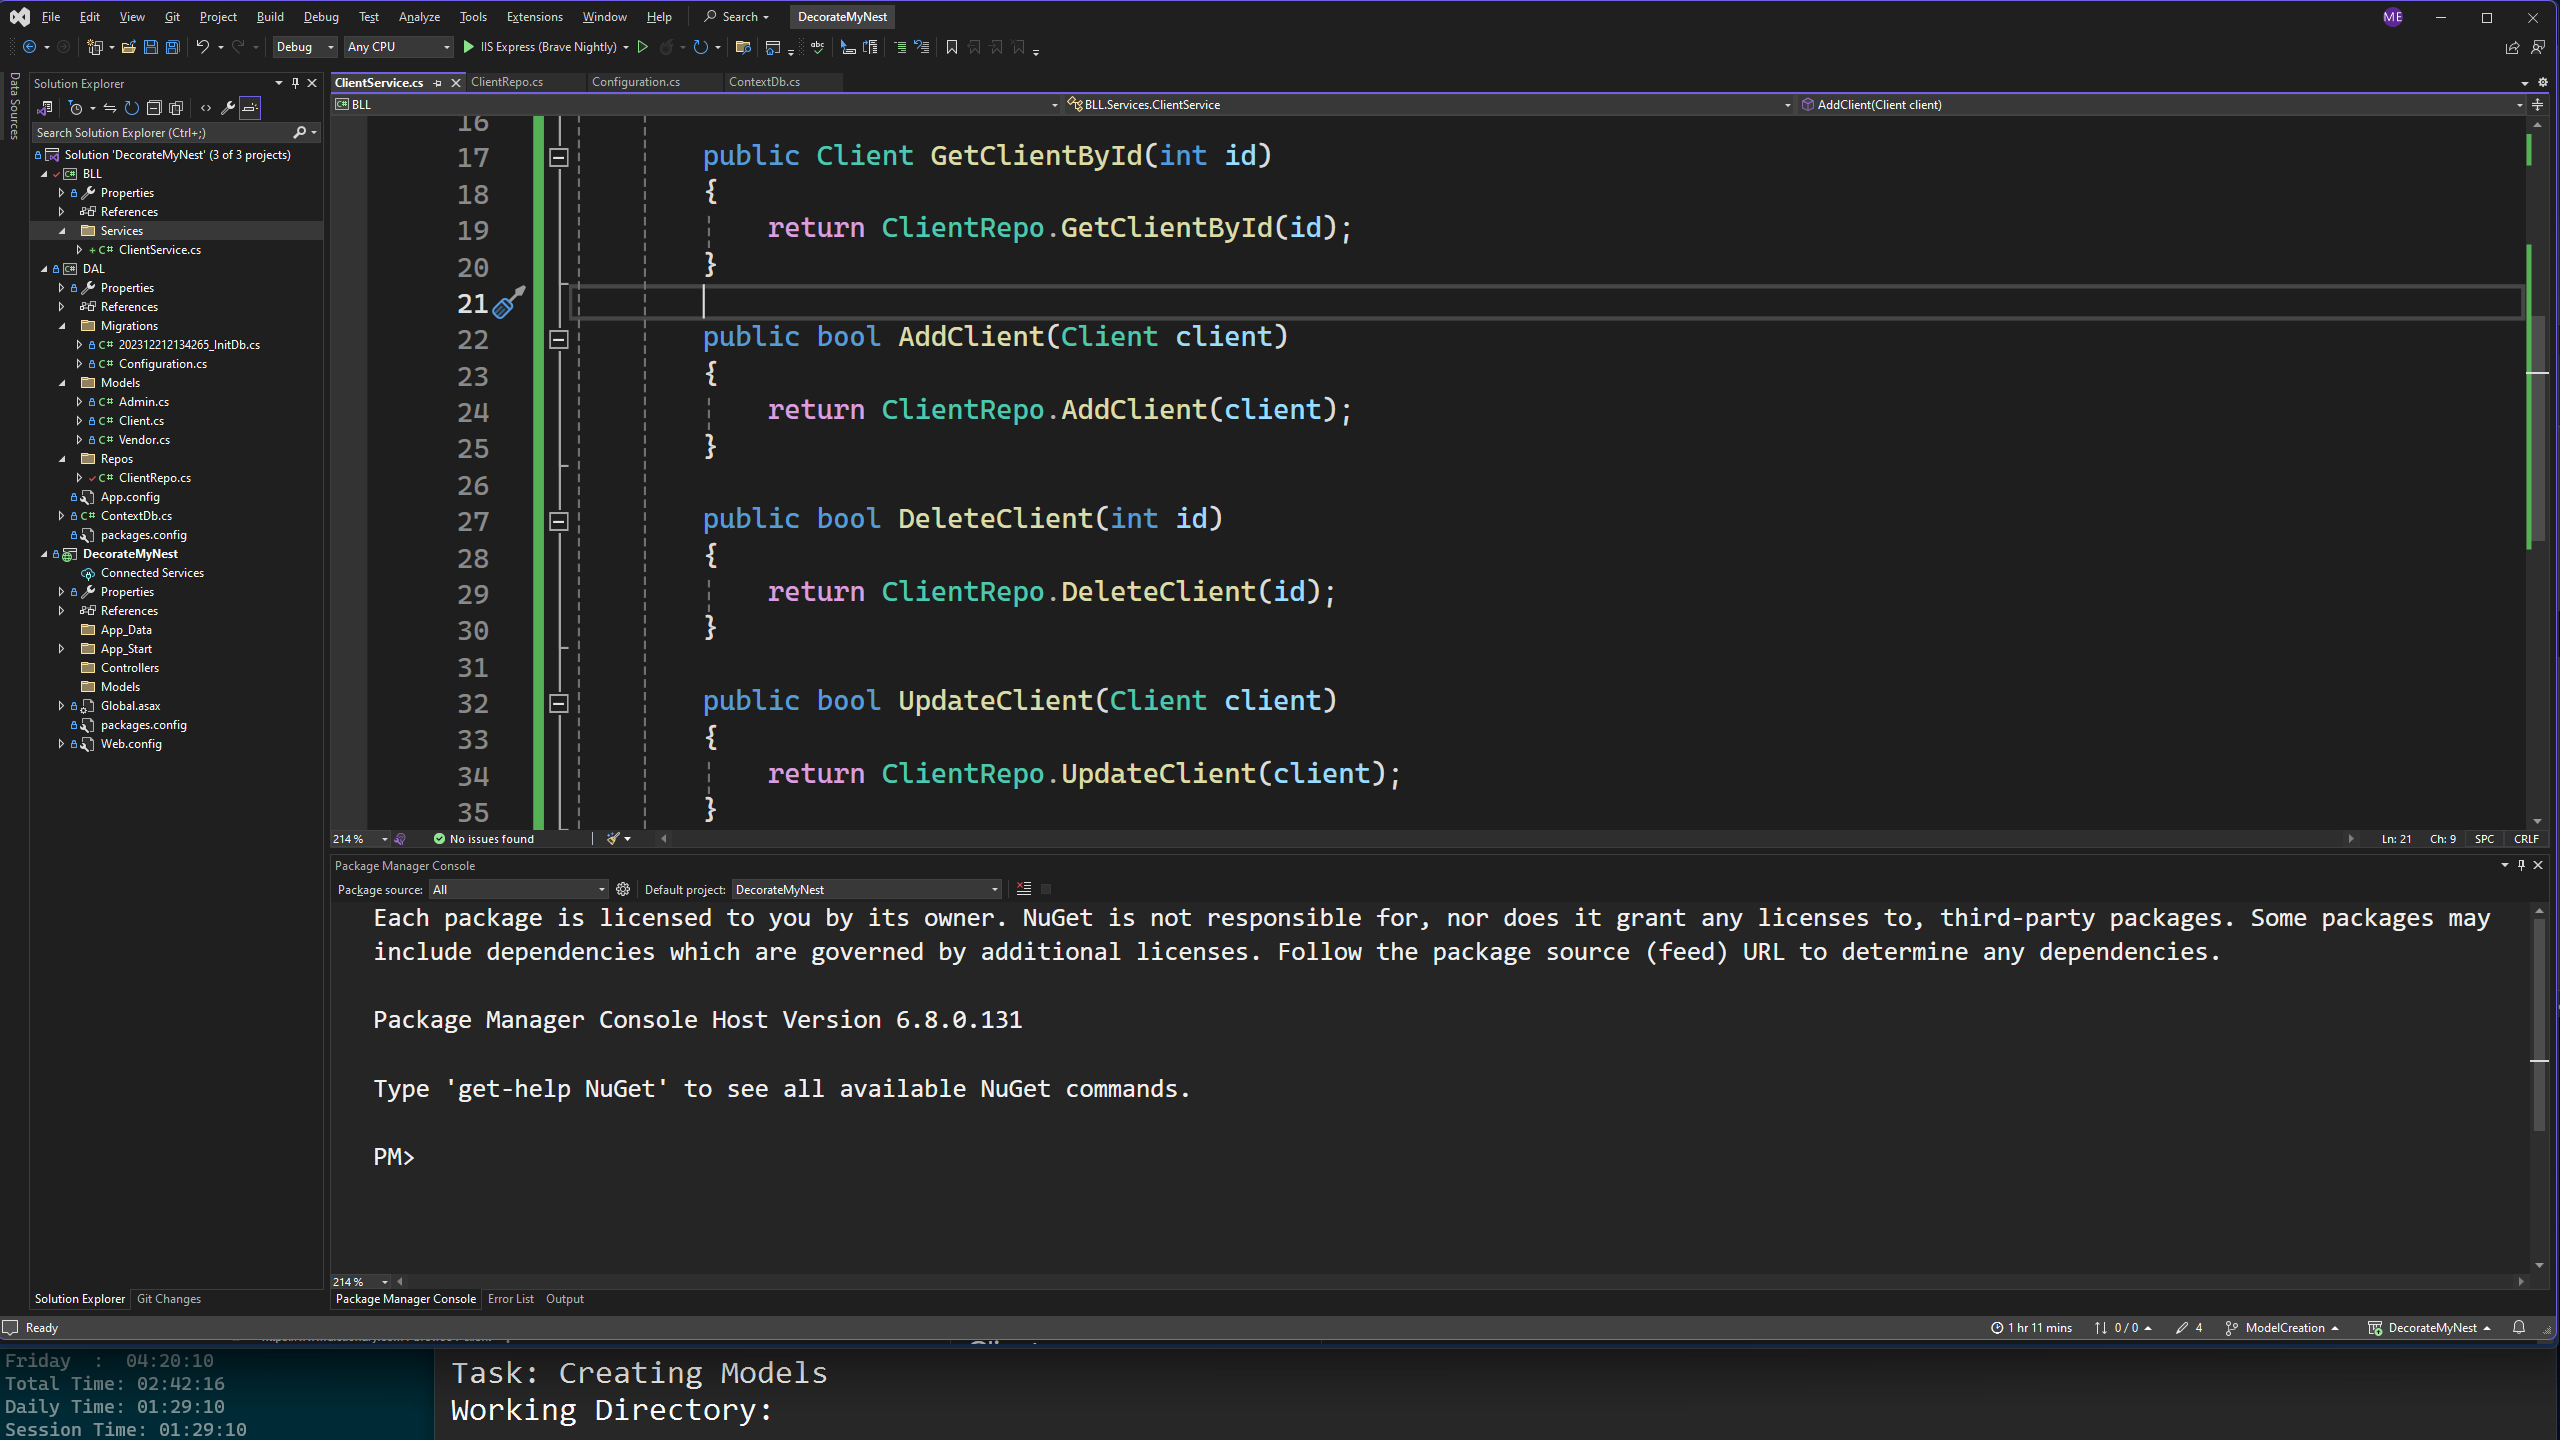 File Edit View Git Project Build Debug Test Analyze Tools Extensions Window Help Search DecorateMyNest ME
Debug Any CPU IIS Express (Brave Nightly)
Data Sources
Solution Explorer
Search Solution Explorer (Ctrl+;)
Solution 'DecorateMyNest' (3 of 3 projects)
BLL
Properties
References
Services
C# ClientService.cs
DAL
Properties
References
Migrations
C# 202312212134265_InitDb.cs
C# Configuration.cs
Models
C# Admin.cs
C# Client.cs
C# Vendor.cs
Repos
C# ClientRepo.cs
App.config
C# ContextDb.cs
packages.config
DecorateMyNest
Connected Services
Properties
References
App_Data
App_Start
Controllers
Models
Global.asax
packages.config
Web.config
Solution Explorer Git Changes
ClientService.cs ClientRepo.cs Configuration.cs ContextDb.cs
BLL BLL.Services.ClientService AddClient(Client client)
16
17 public Client GetClientById(int id)
18 {
19 return ClientRepo.GetClientById(id);
20 }
21
22 public bool AddClient(Client client)
23 {
24 return ClientRepo.AddClient(client);
25 }
26
27 public bool DeleteClient(int id)
28 {
29 return ClientRepo.DeleteClient(id);
30 }
31
32 public bool UpdateClient(Client client)
33 {
34 return ClientRepo.UpdateClient(client);
35 }
214 % No issues found Ln: 21 Ch: 9 SPC CRLF
Package Manager Console
Package source: All Default project: DecorateMyNest
Each package is licensed to you by its owner. NuGet is not responsible for, nor does it grant any licenses to, third-party packages. Some packages may
include dependencies which are governed by additional licenses. Follow the package source (feed) URL to determine any dependencies.
Package Manager Console Host Version 6.8.0.131
Type 'get-help NuGet' to see all available NuGet commands.
PM>
214 %
Package Manager Console Error List Output
Ready 1 hr 11 mins 0 / 0 4 ModelCreation DecorateMyNest
Friday : 04:20:10
Total Time: 02:42:16
Daily Time: 01:29:10
Session Time: 01:29:10
Task: Creating Models
Working Directory: